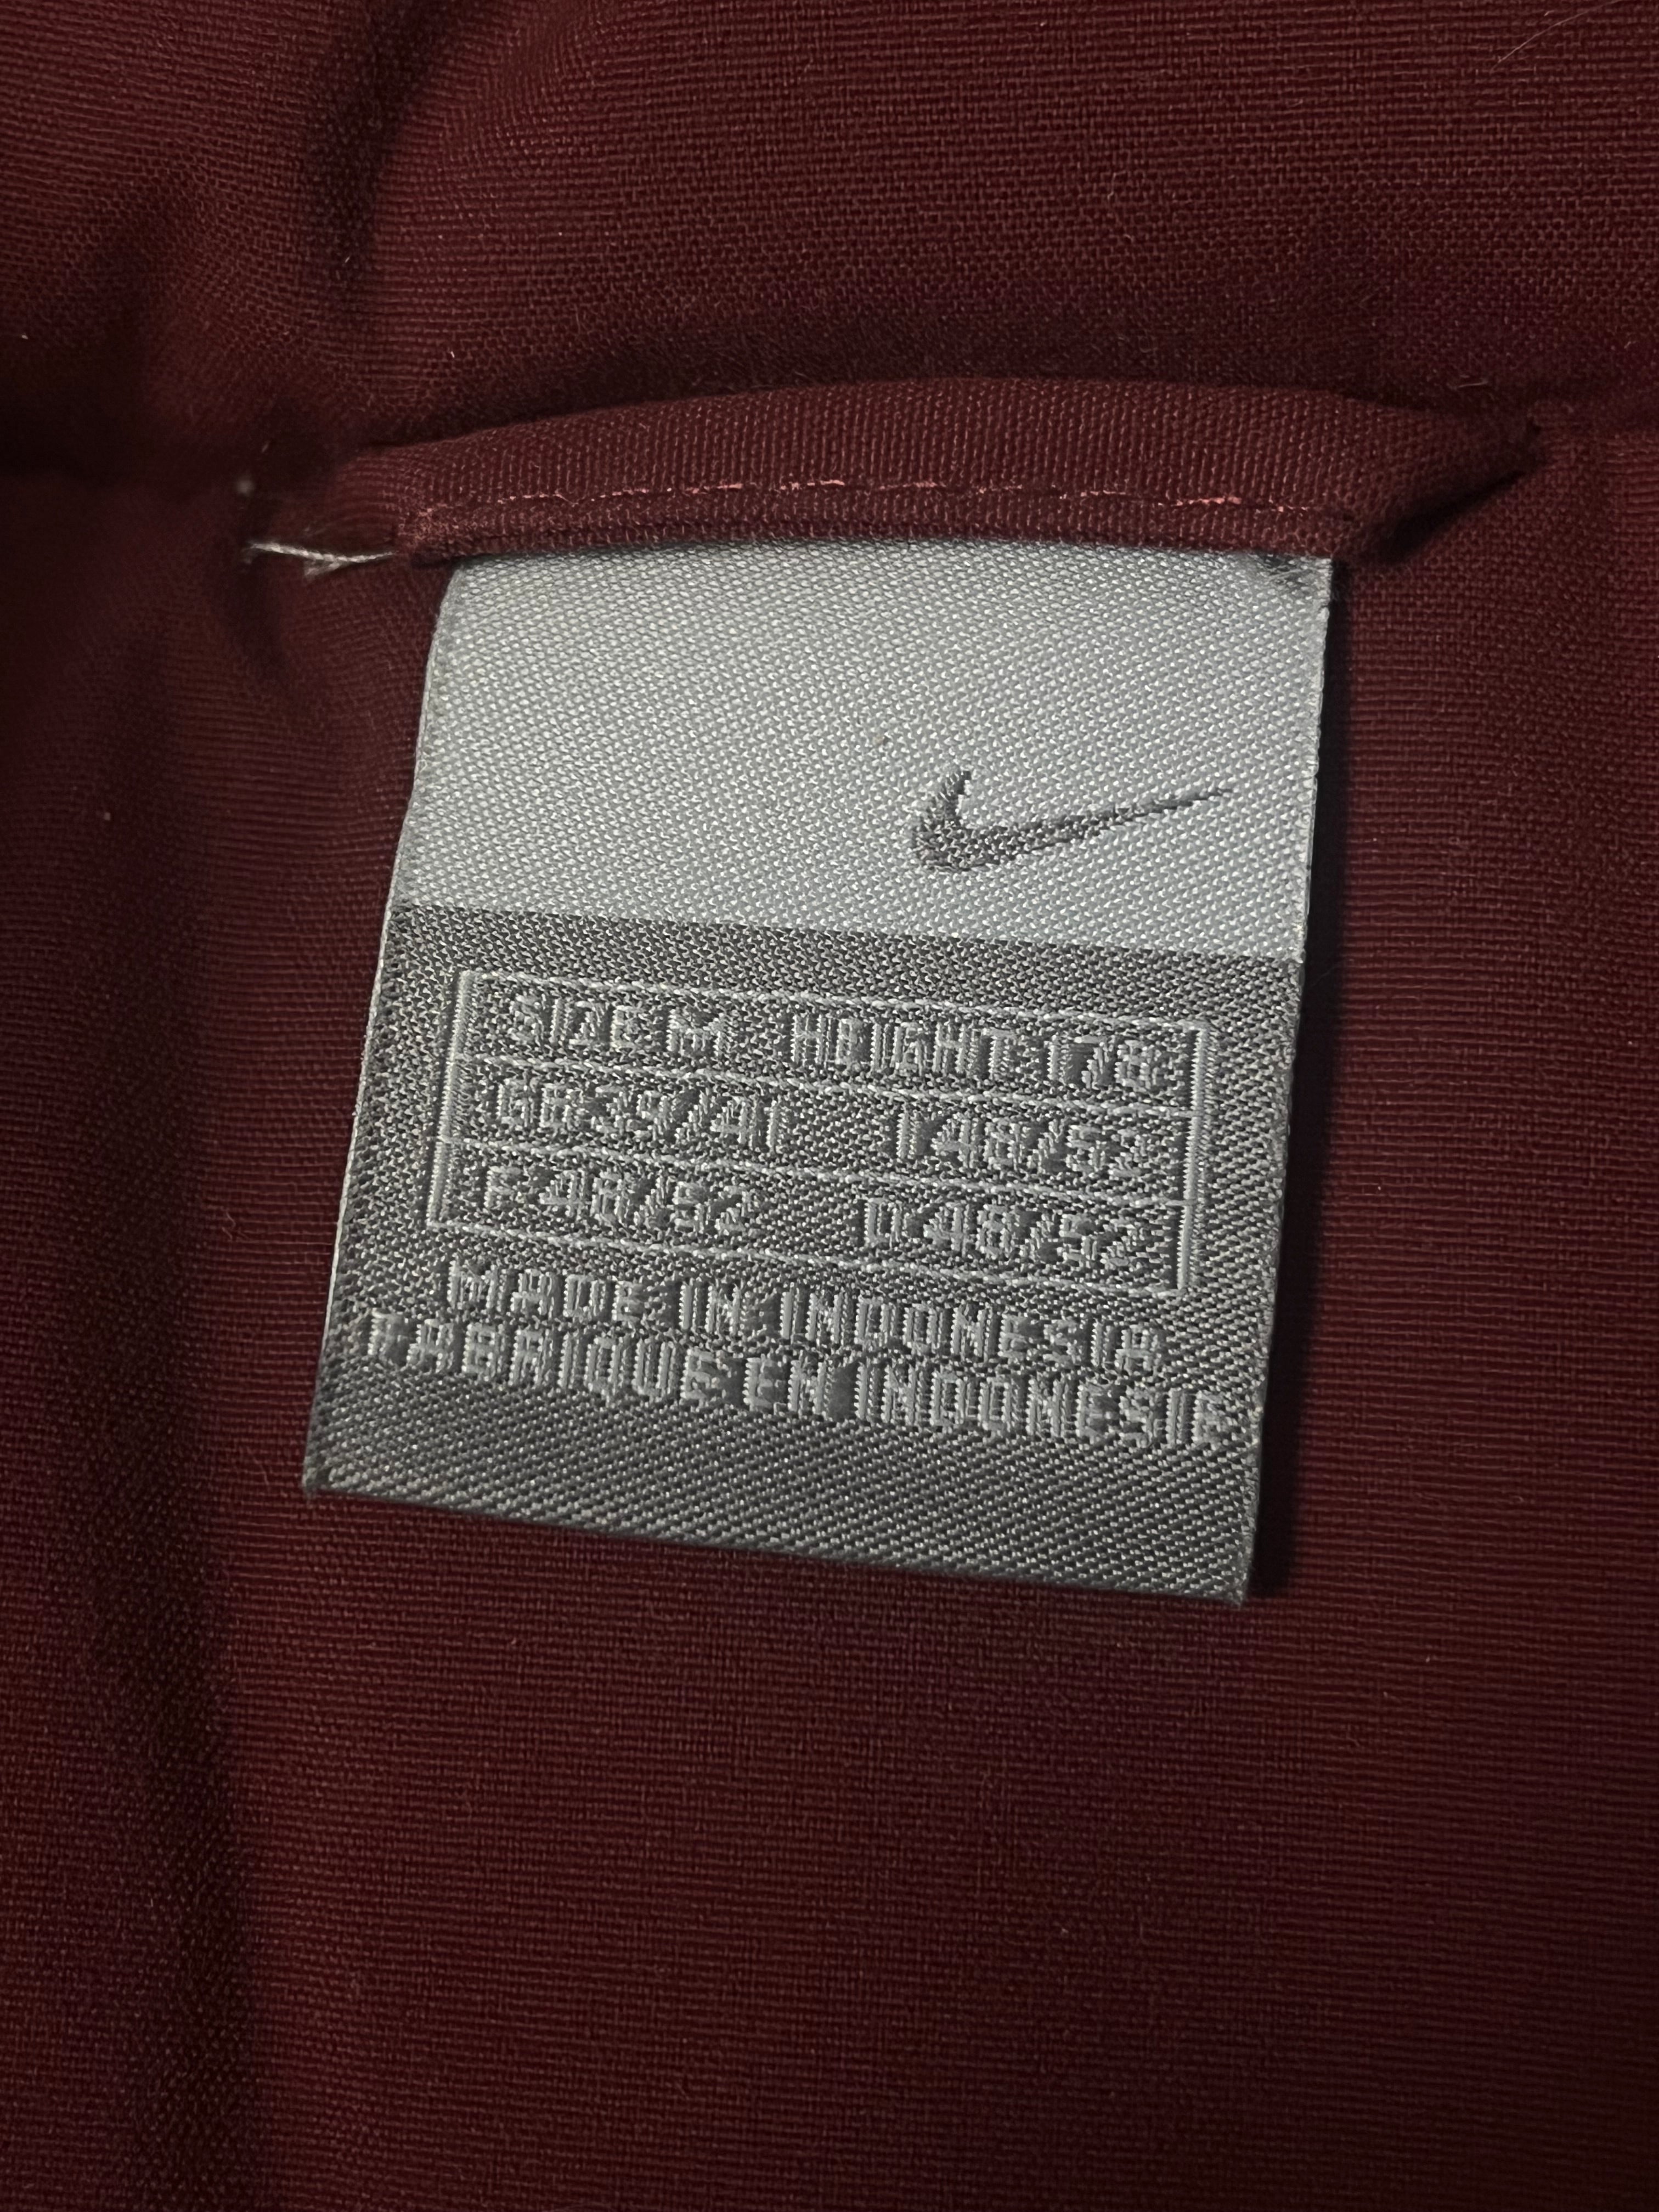 SIZE M HEIGHT 178
GB 39/41 I 48/52
F 48/52 D 48/52
MADE IN INDONESIA
FABRIQUE EN INDONESIE